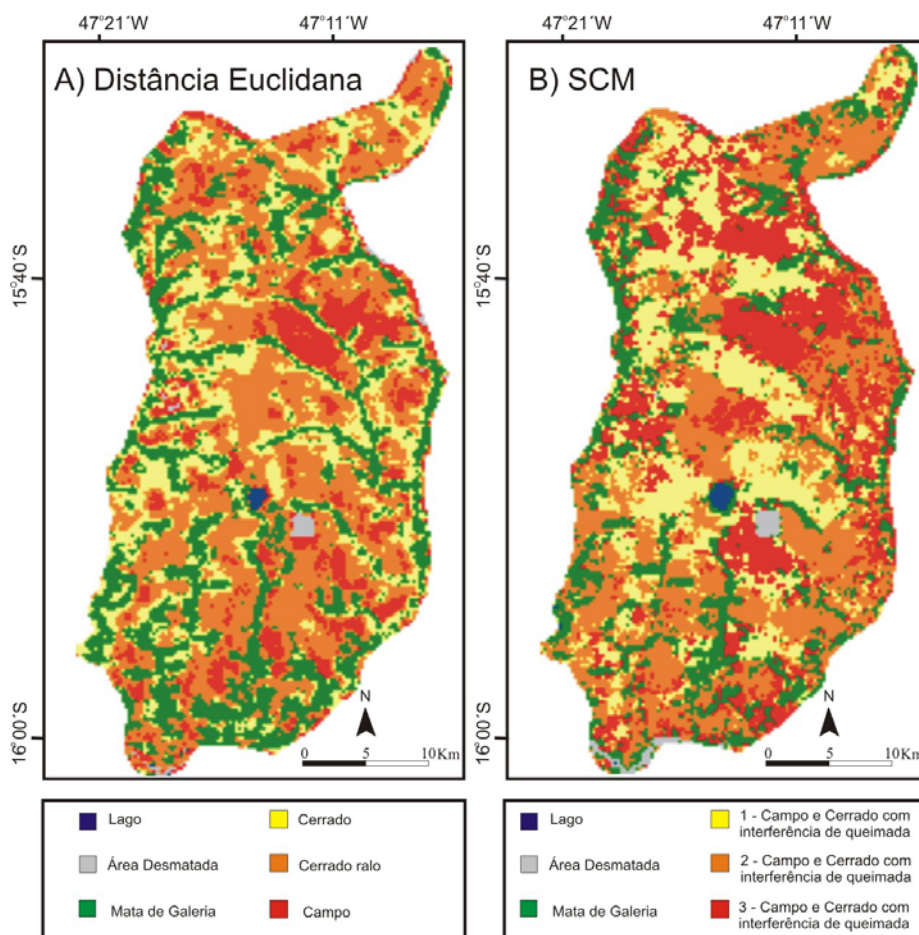 47°21´W
47°11´W
47°21´W
47°11´W
A) Distância Euclidana
B) SCM
15°40´S
15°40´S
16°00´S
16°00´S
N
0 5 10Km
N
0 5 10Km
Lago
Cerrado
Área Desmatada
Cerrado ralo
Mata de Galeria
Campo
Lago
1 - Campo e Cerrado com
interferência de queimada
Área Desmatada
2 - Campo e Cerrado com
interferência de queimada
Mata de Galeria
3 - Campo e Cerrado com
interferência de queimada